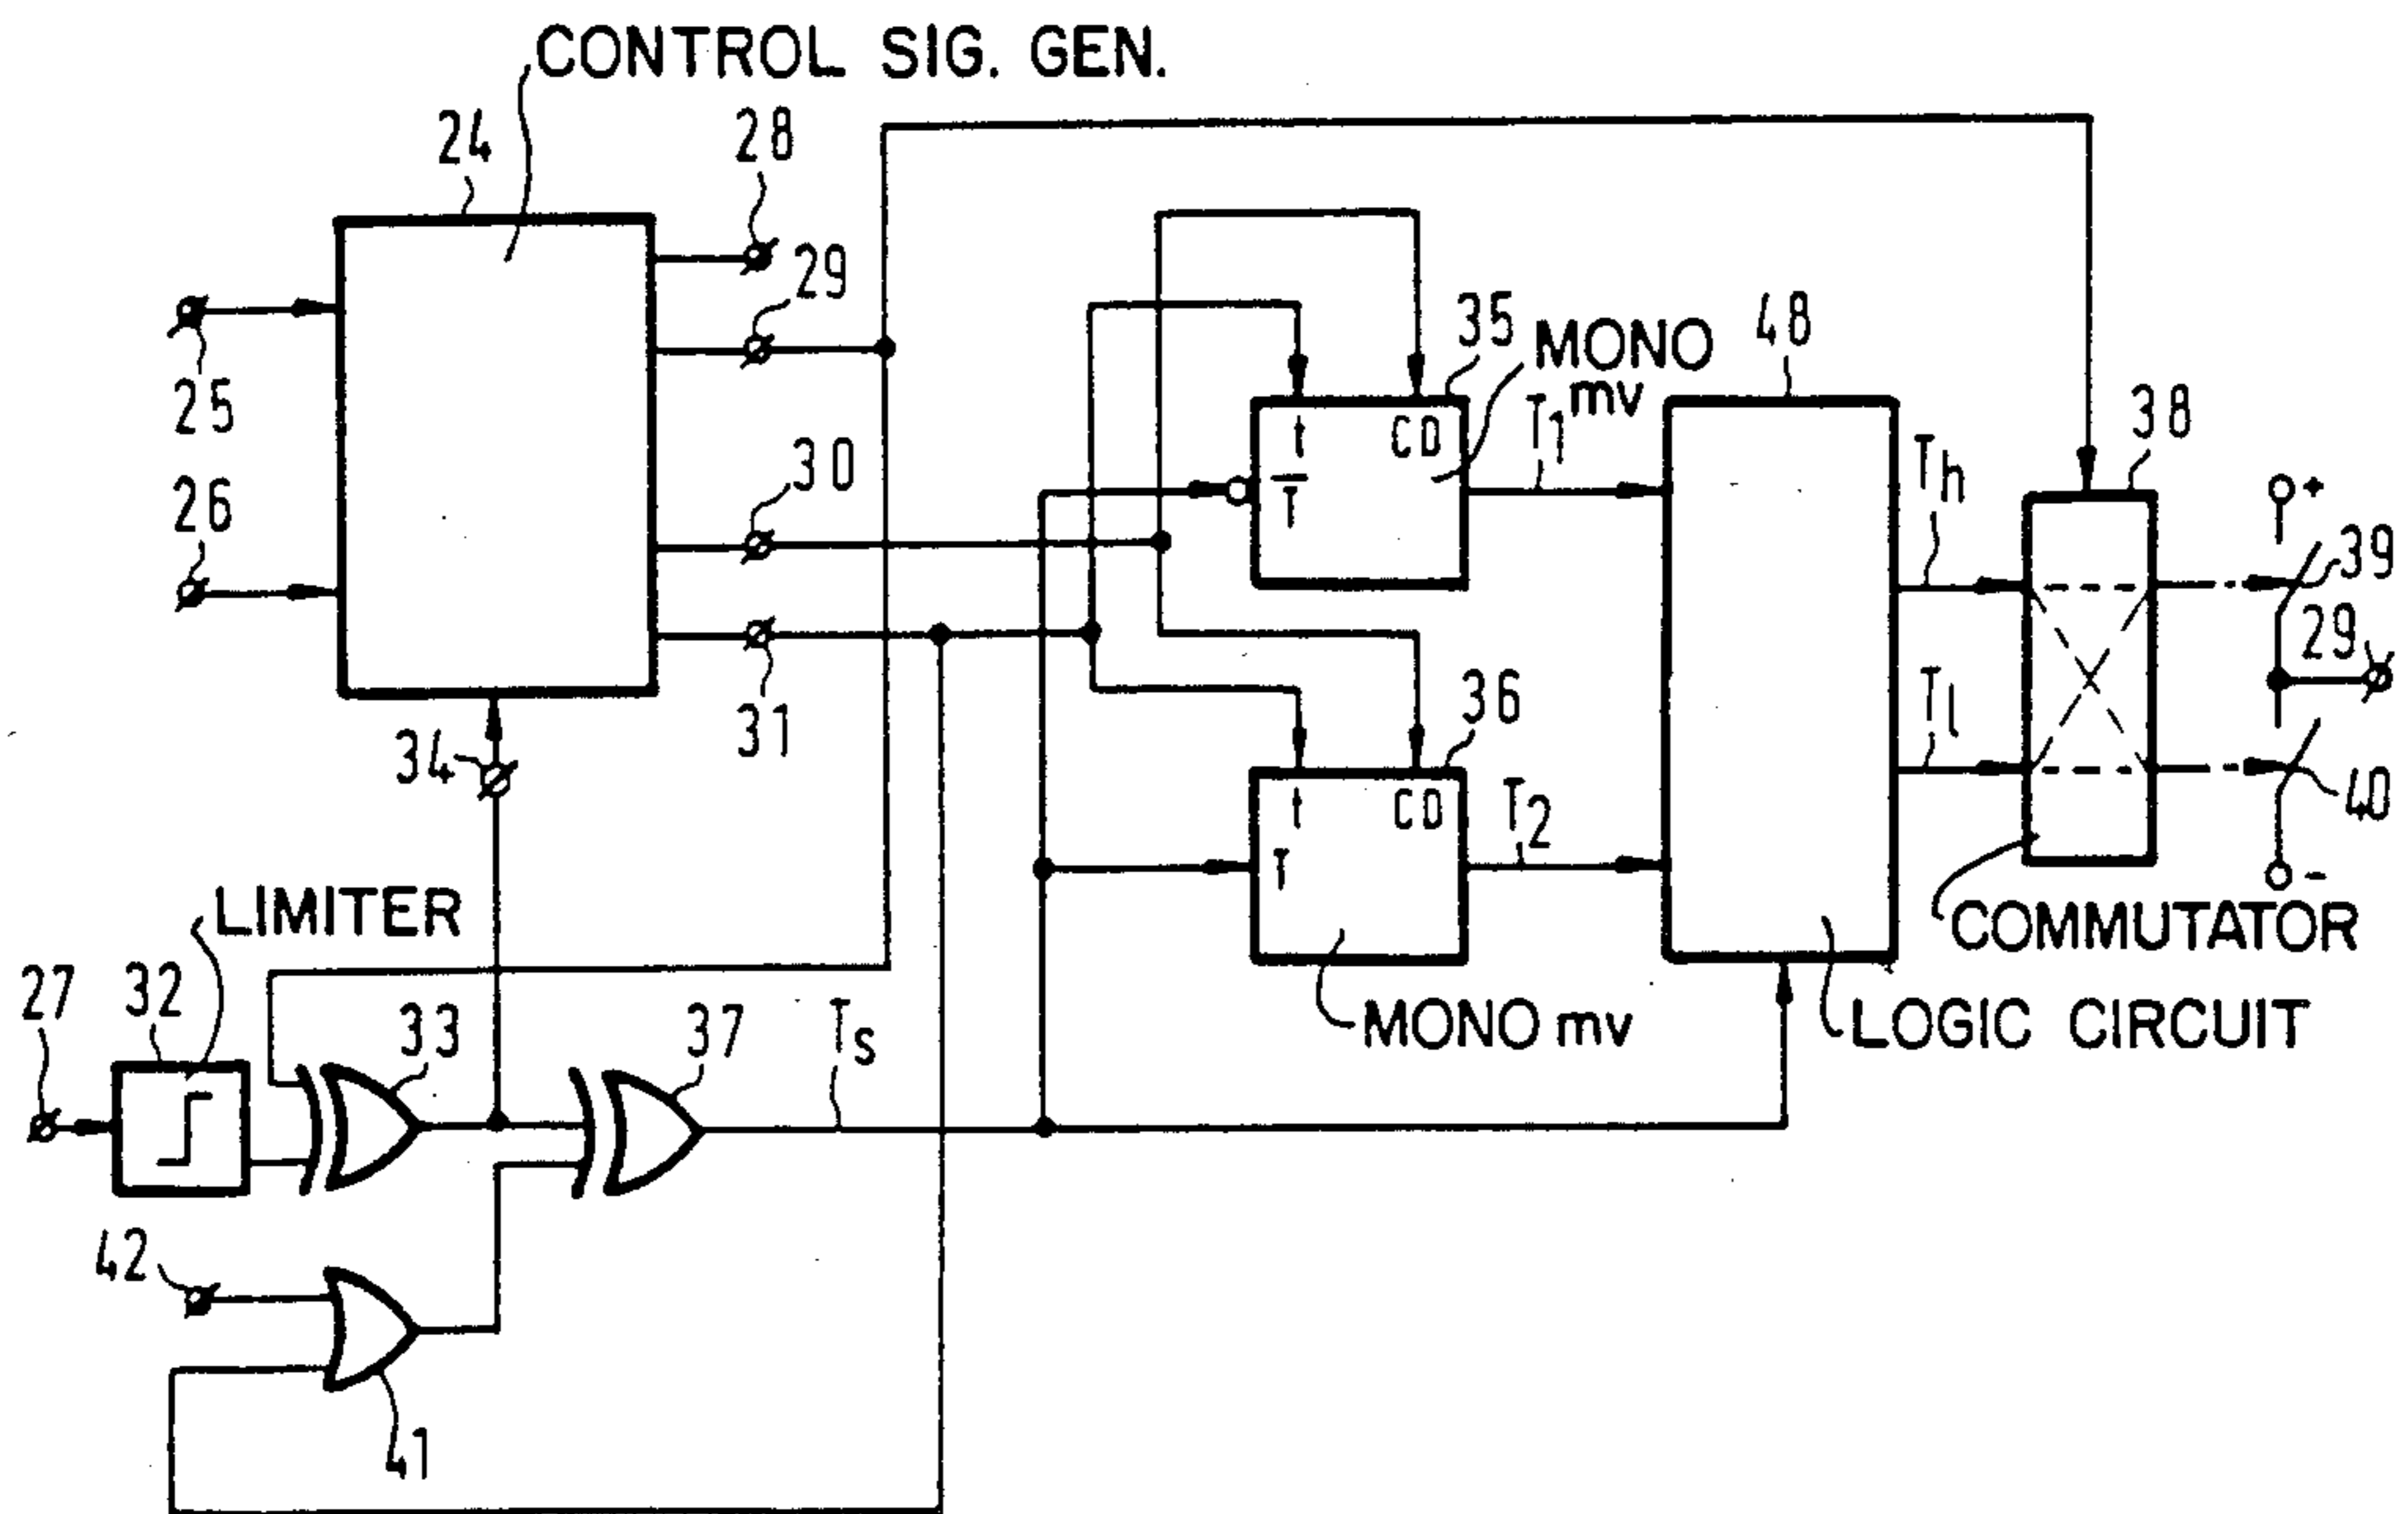 CONTROL SIG. GEN.
24
28
29
25
26
30
31
34
35
MONO
mv
48
38
t
CD
T̅
T1
Th
+
39
29
36
t
CD
T
T2
Tl
40
-
COMMUTATOR
LIMITER
27
32
33
37
Ts
MONO mv
LOGIC CIRCUIT
42
41